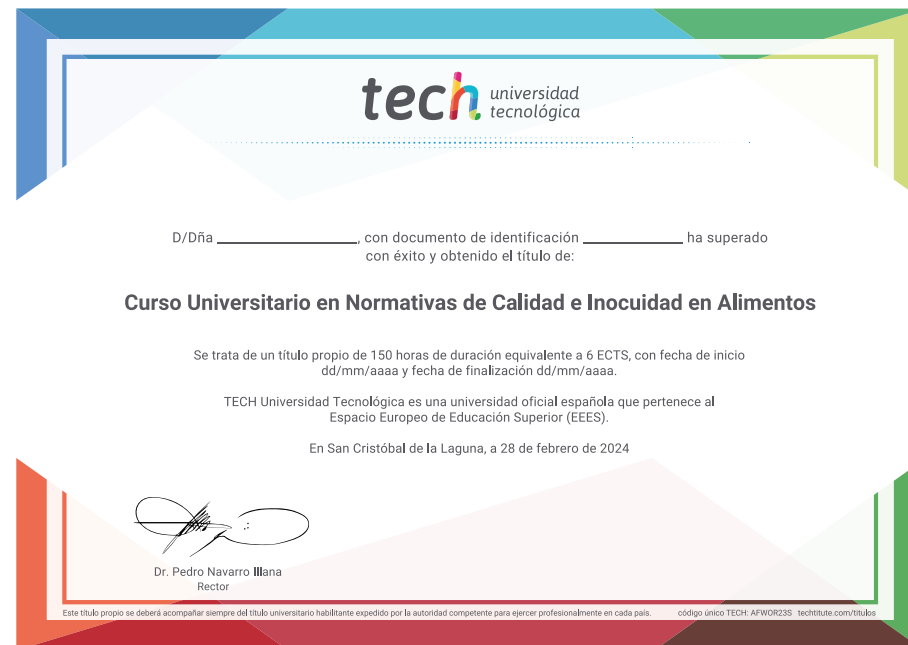 tech universidad
tecnológica
D/Dña ____________________, con documento de identificación ______________ ha superado
con éxito y obtenido el título de:
Curso Universitario en Normativas de Calidad e Inocuidad en Alimentos
Se trata de un título propio de 150 horas de duración equivalente a 6 ECTS, con fecha de inicio
dd/mm/aaaa y fecha de finalización dd/mm/aaaa.
TECH Universidad Tecnológica es una universidad oficial española que pertenece al
Espacio Europeo de Educación Superior (EEES).
En San Cristóbal de la Laguna, a 28 de febrero de 2024
Dr. Pedro Navarro Illana
Rector
Este título propio se deberá acompañar siempre del título universitario habilitante expedido por la autoridad competente para ejercer profesionalmente en cada país. código único TECH: AFWOR23S techtitute.com/titulos